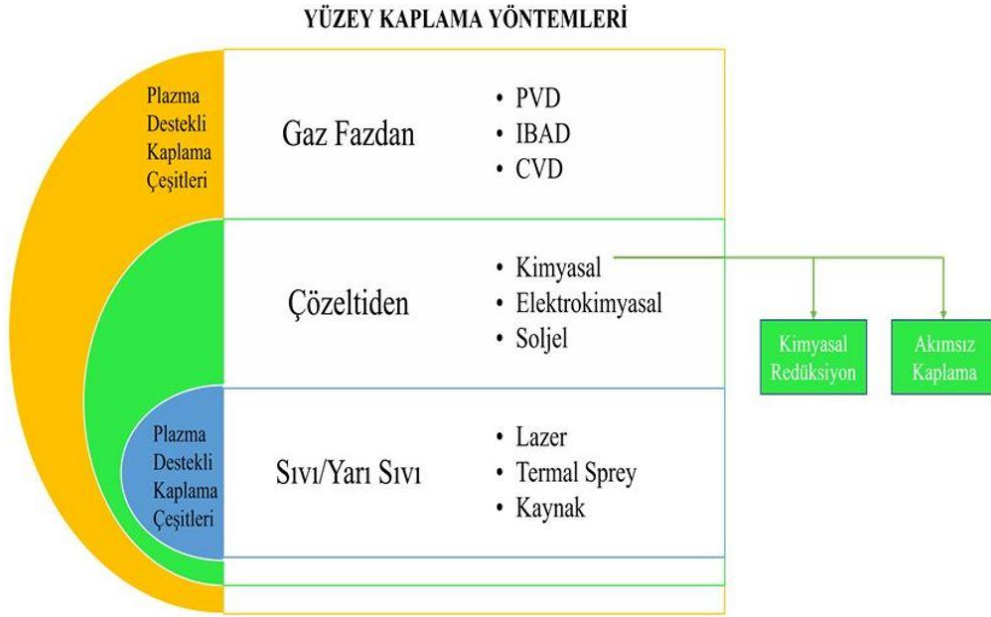 YÜZEY KAPLAMA YÖNTEMLERİ
Plazma
Destekli
Kaplama
Çeşitleri
Gaz Fazdan
• PVD
• IBAD
• CVD
Çözeltiden
• Kimyasal
• Elektrokimyasal
• Soljel
Kimyasal
Redüksiyon
Akımsız
Kaplama
Plazma
Destekli
Kaplama
Çeşitleri
Sıvı/Yarı Sıvı
• Lazer
• Termal Sprey
• Kaynak